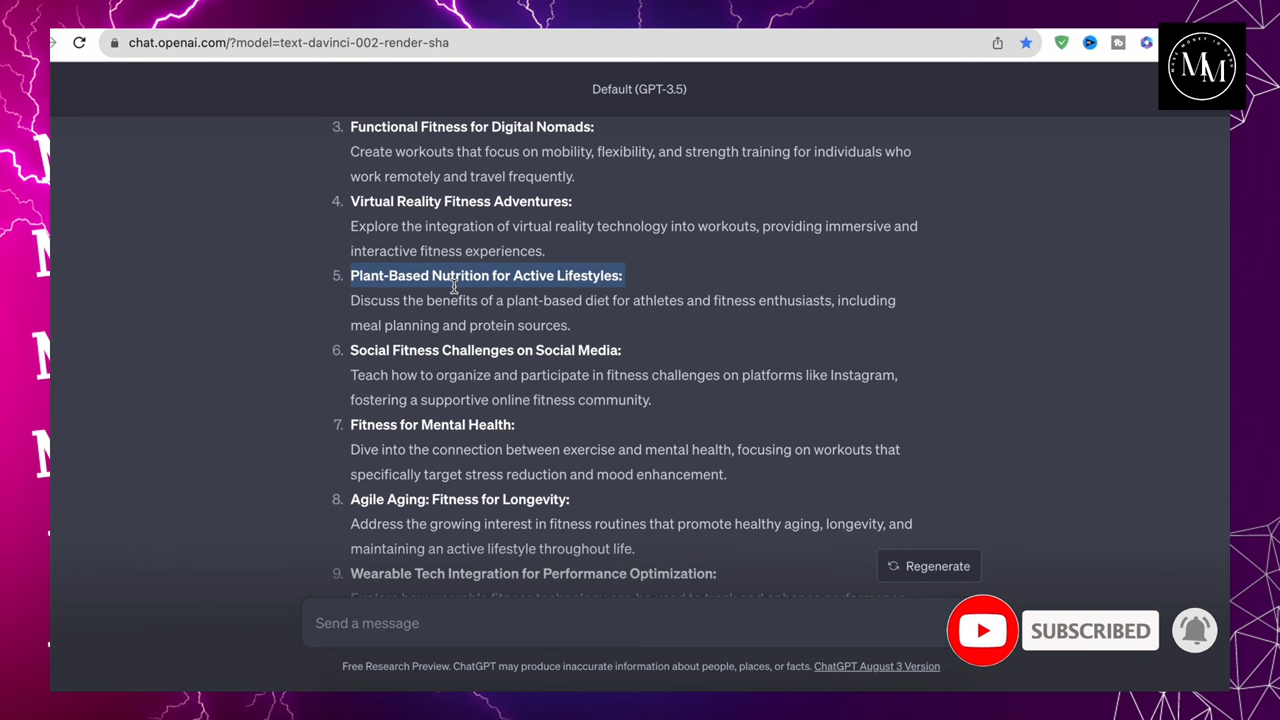 chat.openai.com/?model=text-davinci-002-render-sha
MM
Default (GPT-3.5)
3. Functional Fitness for Digital Nomads:
Create workouts that focus on mobility, flexibility, and strength training for individuals who
work remotely and travel frequently.
4. Virtual Reality Fitness Adventures:
Explore the integration of virtual reality technology into workouts, providing immersive and
interactive fitness experiences.
5. Plant-Based Nutrition for Active Lifestyles:
Discuss the benefits of a plant-based diet for athletes and fitness enthusiasts, including
meal planning and protein sources.
6. Social Fitness Challenges on Social Media:
Teach how to organize and participate in fitness challenges on platforms like Instagram,
fostering a supportive online fitness community.
7. Fitness for Mental Health:
Dive into the connection between exercise and mental health, focusing on workouts that
specifically target stress reduction and mood enhancement.
8. Agile Aging: Fitness for Longevity:
Address the growing interest in fitness routines that promote healthy aging, longevity, and
maintaining an active lifestyle throughout life.
Regenerate
9. Wearable Tech Integration for Performance Optimization:
Send a message
SUBSCRIBED
Free Research Preview. ChatGPT may produce inaccurate information about people, places, or facts. ChatGPT August 3 Version